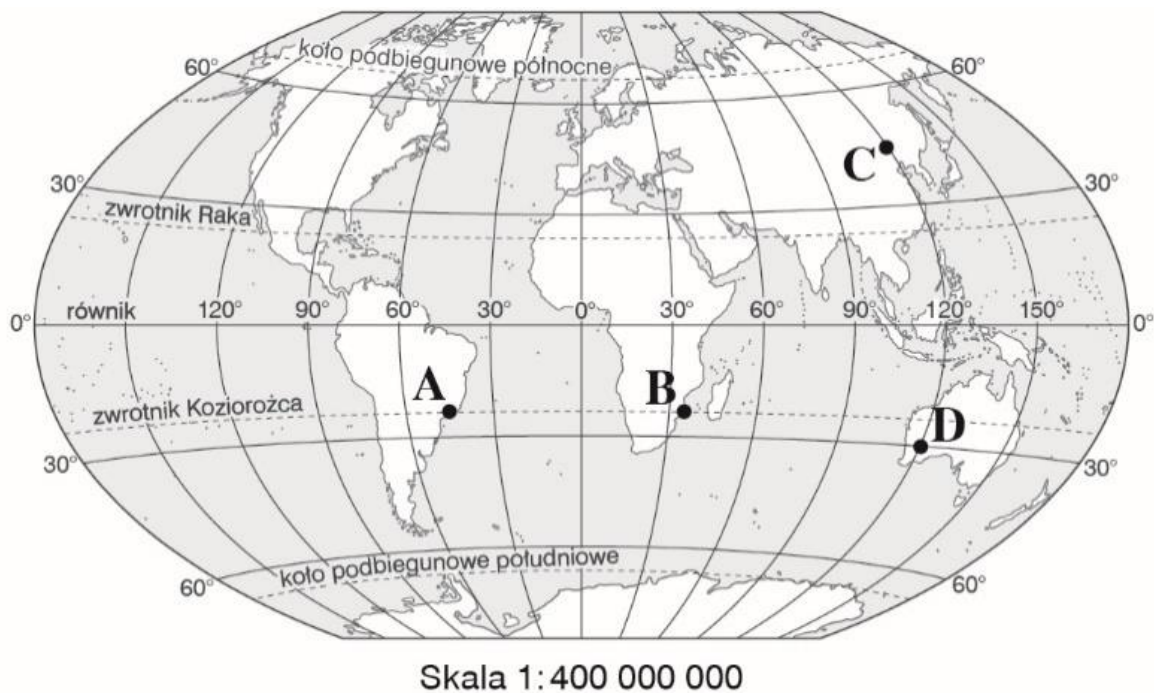 koło podbiegunowe północne
60° 60°
C
30° 30°
zwrotnik Raka
120° 90° 60° 30° 0° 30° 60° 90° 120° 150°
0° równik 0°
A B
zwrotnik Koziorożca
D
30° 30°
koło podbiegunowe południowe
60° 60°
Skala 1:400 000 000